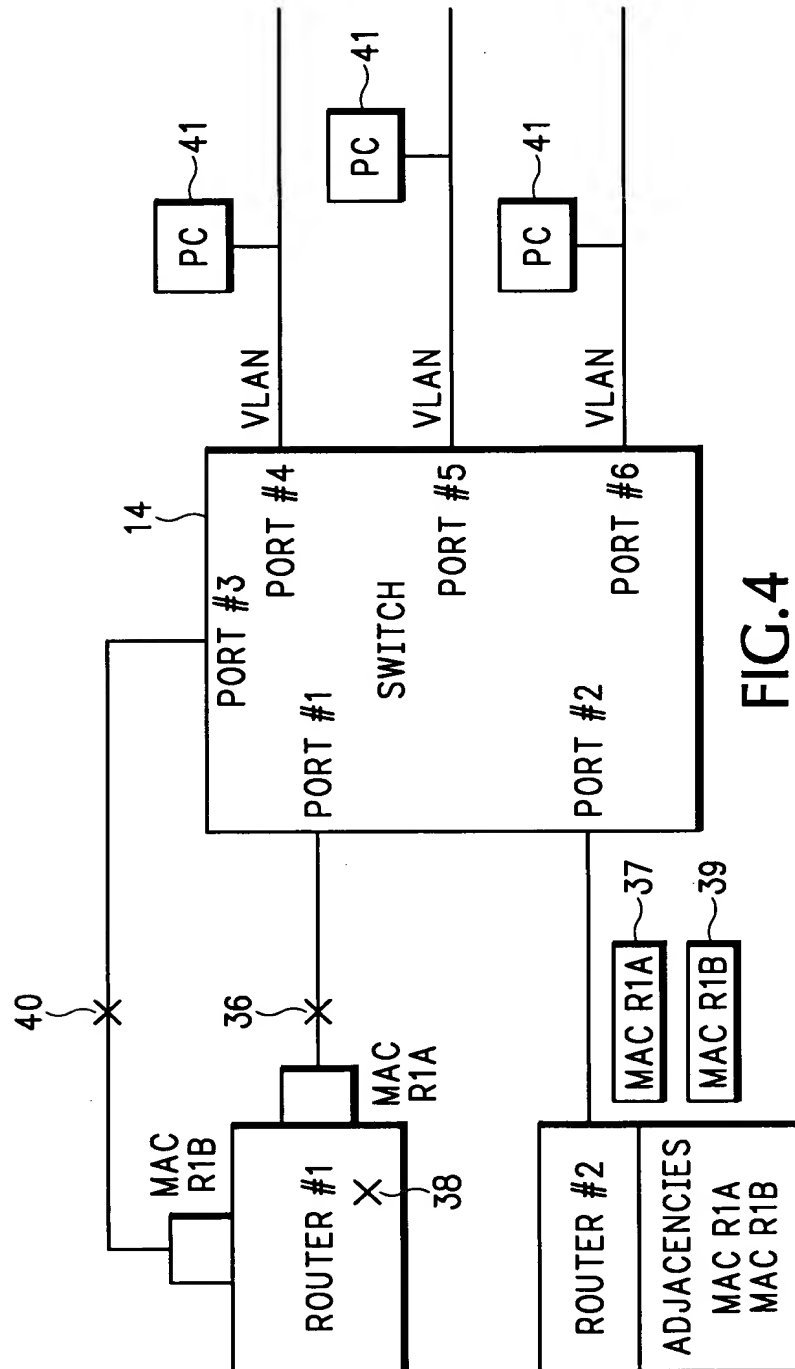 40
MAC
R1B
36
MAC
R1A
ROUTER #1
38
ROUTER #2
ADJACENCIES
MAC R1A
MAC R1B
MAC R1A
37
MAC R1B
39
14
PORT #3
PORT #1
PORT #2
SWITCH
PORT #4
PORT #5
PORT #6
VLAN
PC
41
VLAN
PC
41
VLAN
PC
41
FIG.4